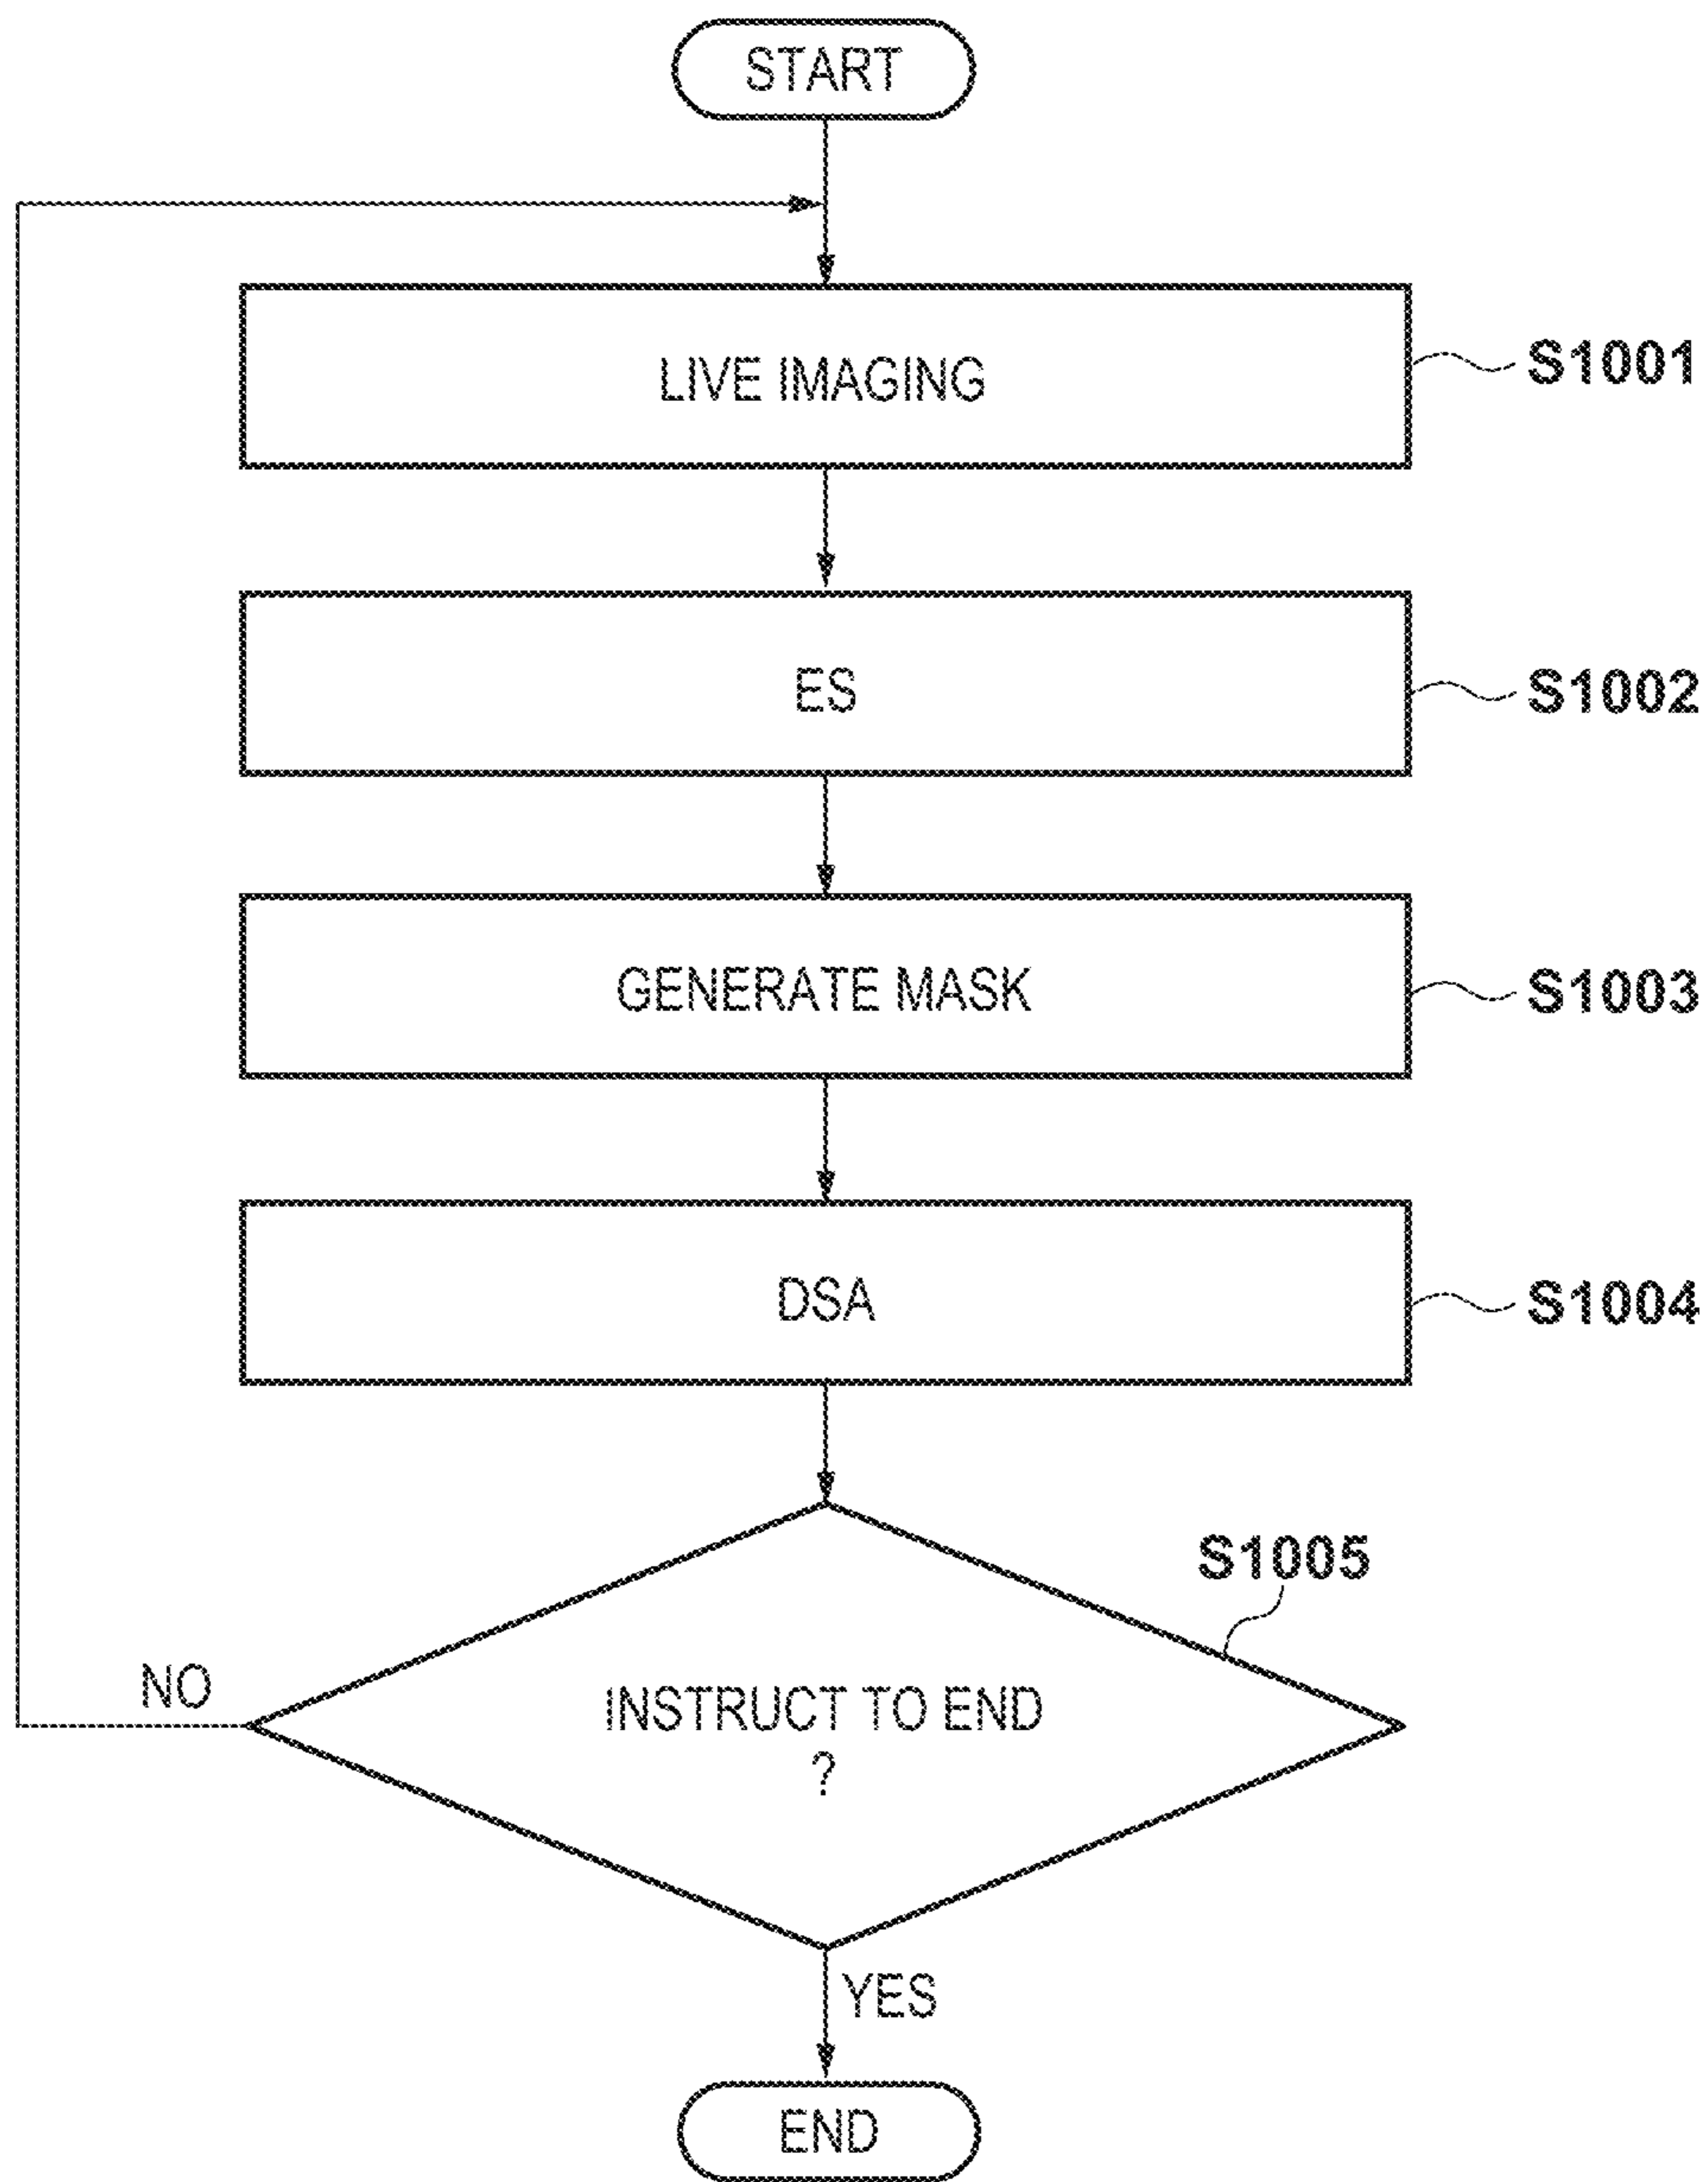 START
LIVE IMAGING
S1001
ES
S1002
GENERATE MASK
S1003
DSA
S1004
S1005
NO
INSTRUCT TO END
?
YES
END